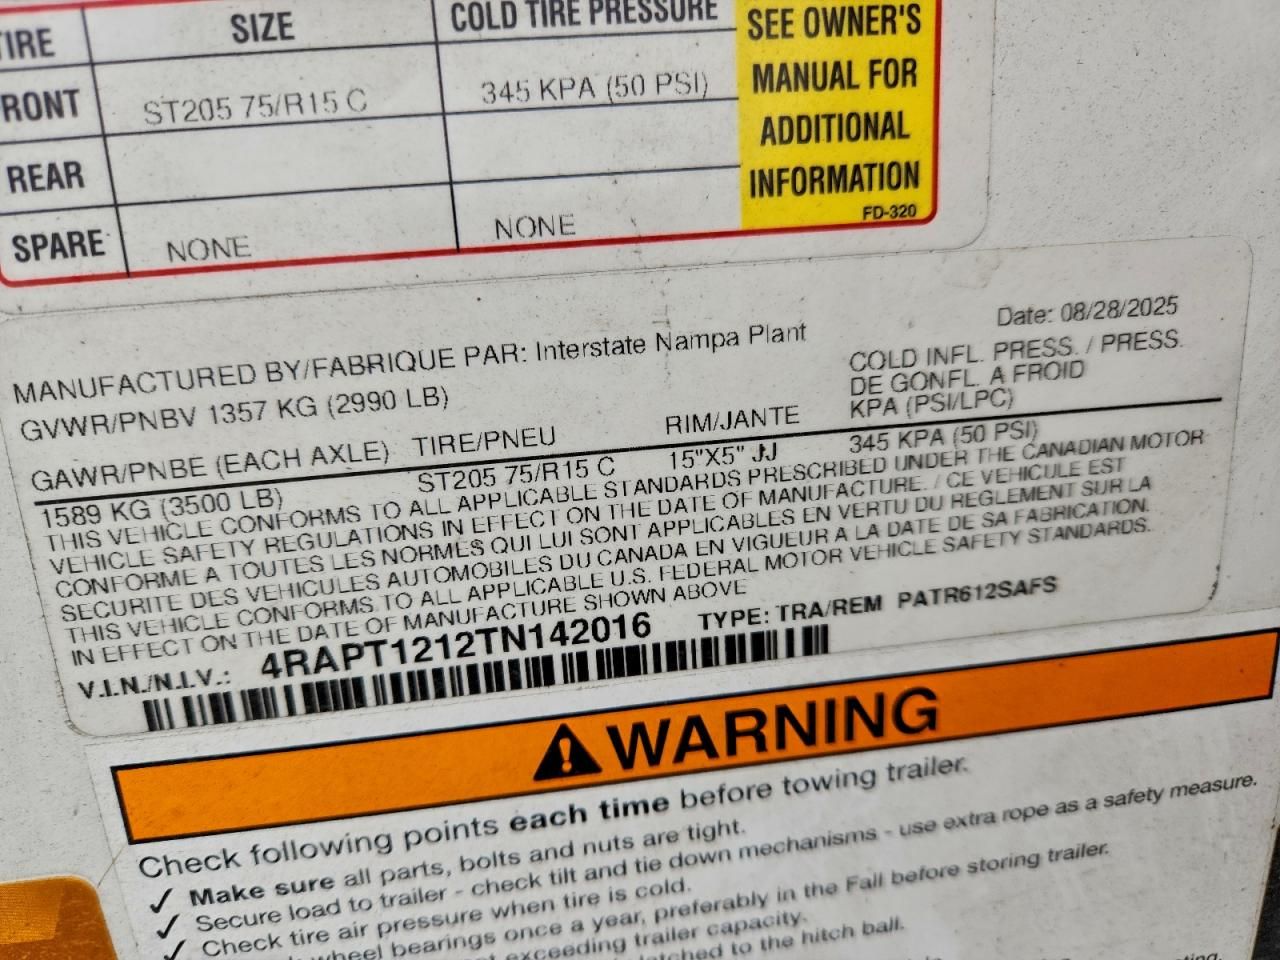 TIRE SIZE COLD TIRE PRESSURE
FRONT ST205 75/R15 C 345 KPA (50 PSI)
REAR
SPARE NONE NONE
SEE OWNER'S
MANUAL FOR
ADDITIONAL
INFORMATION
FD-320
Date: 08/28/2025
MANUFACTURED BY/FABRIQUE PAR: Interstate Nampa Plant
GVWR/PNBV 1357 KG (2990 LB)
COLD INFL. PRESS. / PRESS.
DE GONFL. A FROID
GAWR/PNBE (EACH AXLE) TIRE/PNEU RIM/JANTE KPA (PSI/LPC)
1589 KG (3500 LB) ST205 75/R15 C 15"X5" JJ 345 KPA (50 PSI)
THIS VEHICLE CONFORMS TO ALL APPLICABLE STANDARDS PRESCRIBED UNDER THE CANADIAN MOTOR
VEHICLE SAFETY REGULATIONS IN EFFECT ON THE DATE OF MANUFACTURE. / CE VEHICULE EST
CONFORME A TOUTES LES NORMES QUI LUI SONT APPLICABLES EN VERTU DU REGLEMENT SUR LA
SECURITE DES VEHICULES AUTOMOBILES DU CANADA EN VIGUEUR A LA DATE DE SA FABRICATION.
THIS VEHICLE CONFORMS TO ALL APPLICABLE U.S. FEDERAL MOTOR VEHICLE SAFETY STANDARDS.
IN EFFECT ON THE DATE OF MANUFACTURE SHOWN ABOVE
V.I.N./N.I.V.: 4RAPT1212TN142016 TYPE: TRA/REM PATR612SAFS
WARNING
Check following points each time before towing trailer.
✓ Make sure all parts, bolts and nuts are tight.
✓ Secure load to trailer - check tilt and tie down mechanisms - use extra rope as a safety measure.
✓ Check tire air pressure when tire is cold.
wheel bearings once a year, preferably in the Fall before storing trailer.
exceeding trailer capacity.
to the hitch ball.